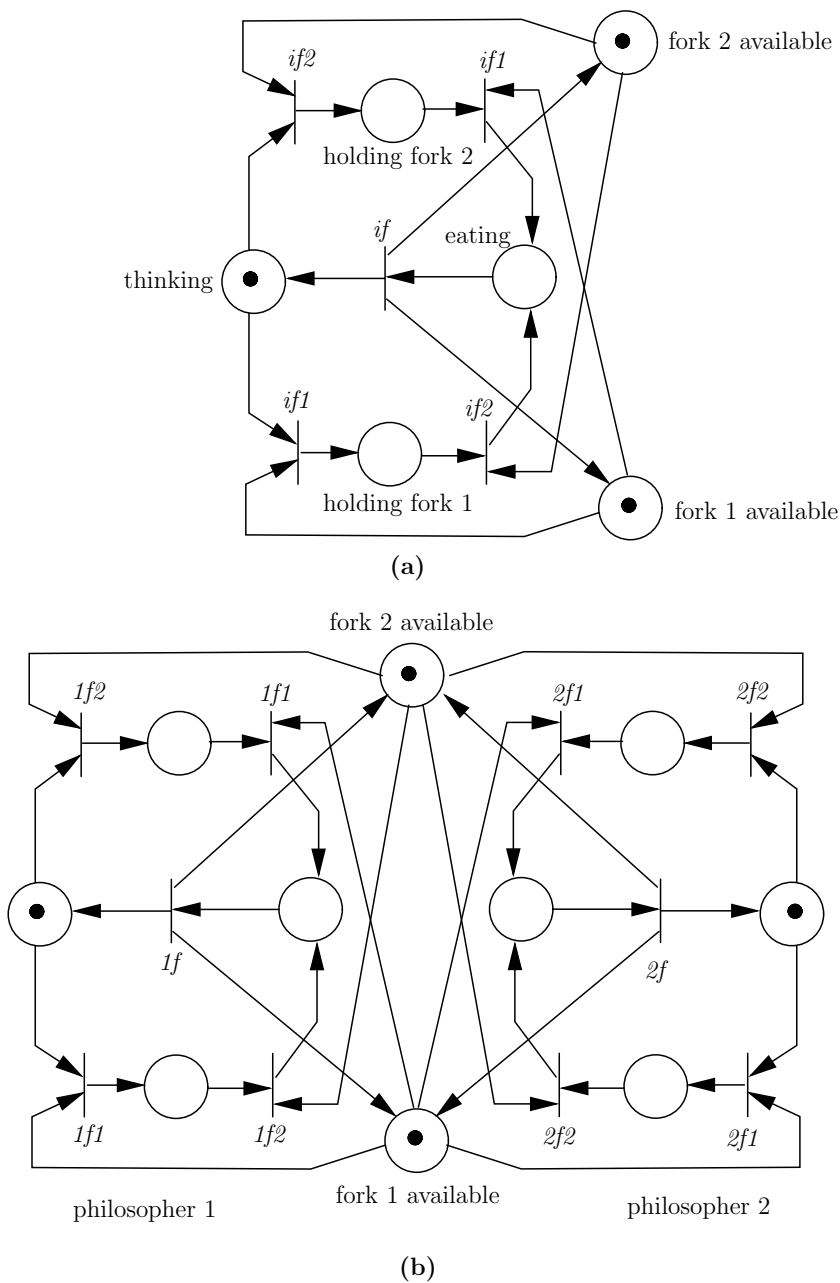 fork 2 available
if2
if1
holding fork 2
if
eating
thinking
if1
if2
holding fork 1
fork 1 available
(a)
fork 2 available
1f2
1f1
2f1
2f2
1f
2f
1f1
1f2
2f2
2f1
fork 1 available
philosopher 1
philosopher 2
(b)